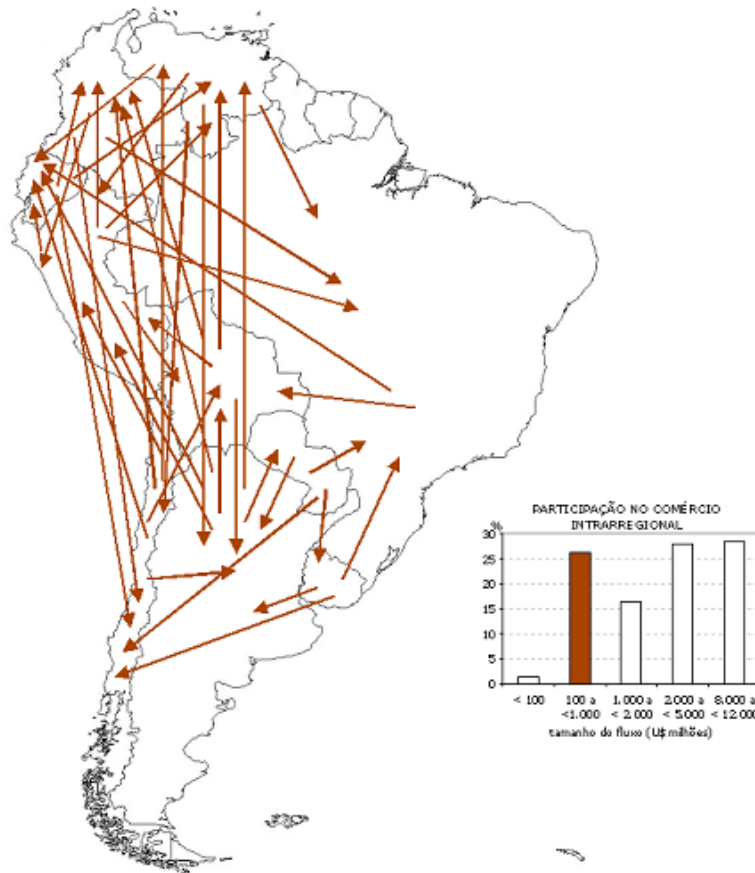 PARTICIPAÇÃO NO COMÉRCIO
INTRARREGIONAL
%
30
25
20
15
10
5
0
< 100
100 a
<1.000
1.000 a
< 2.000
2.000 a
< 5.000
8.000 a
< 12.000
tamanho do fluxo (U$ milhões)